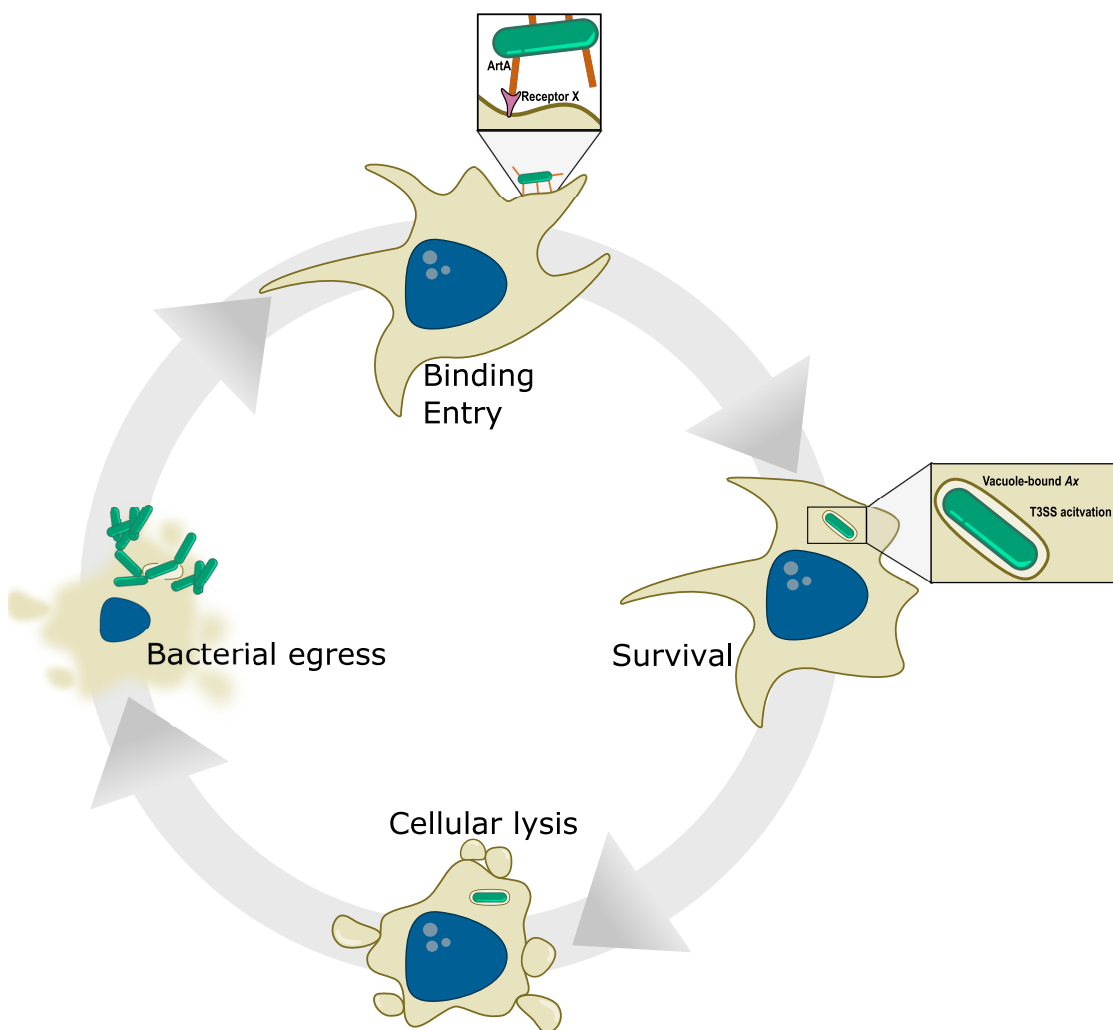 ArtA
Receptor X
Binding
Entry
Vacuole-bound Ax
T3SS acitvation
Survival
Bacterial egress
Cellular lysis